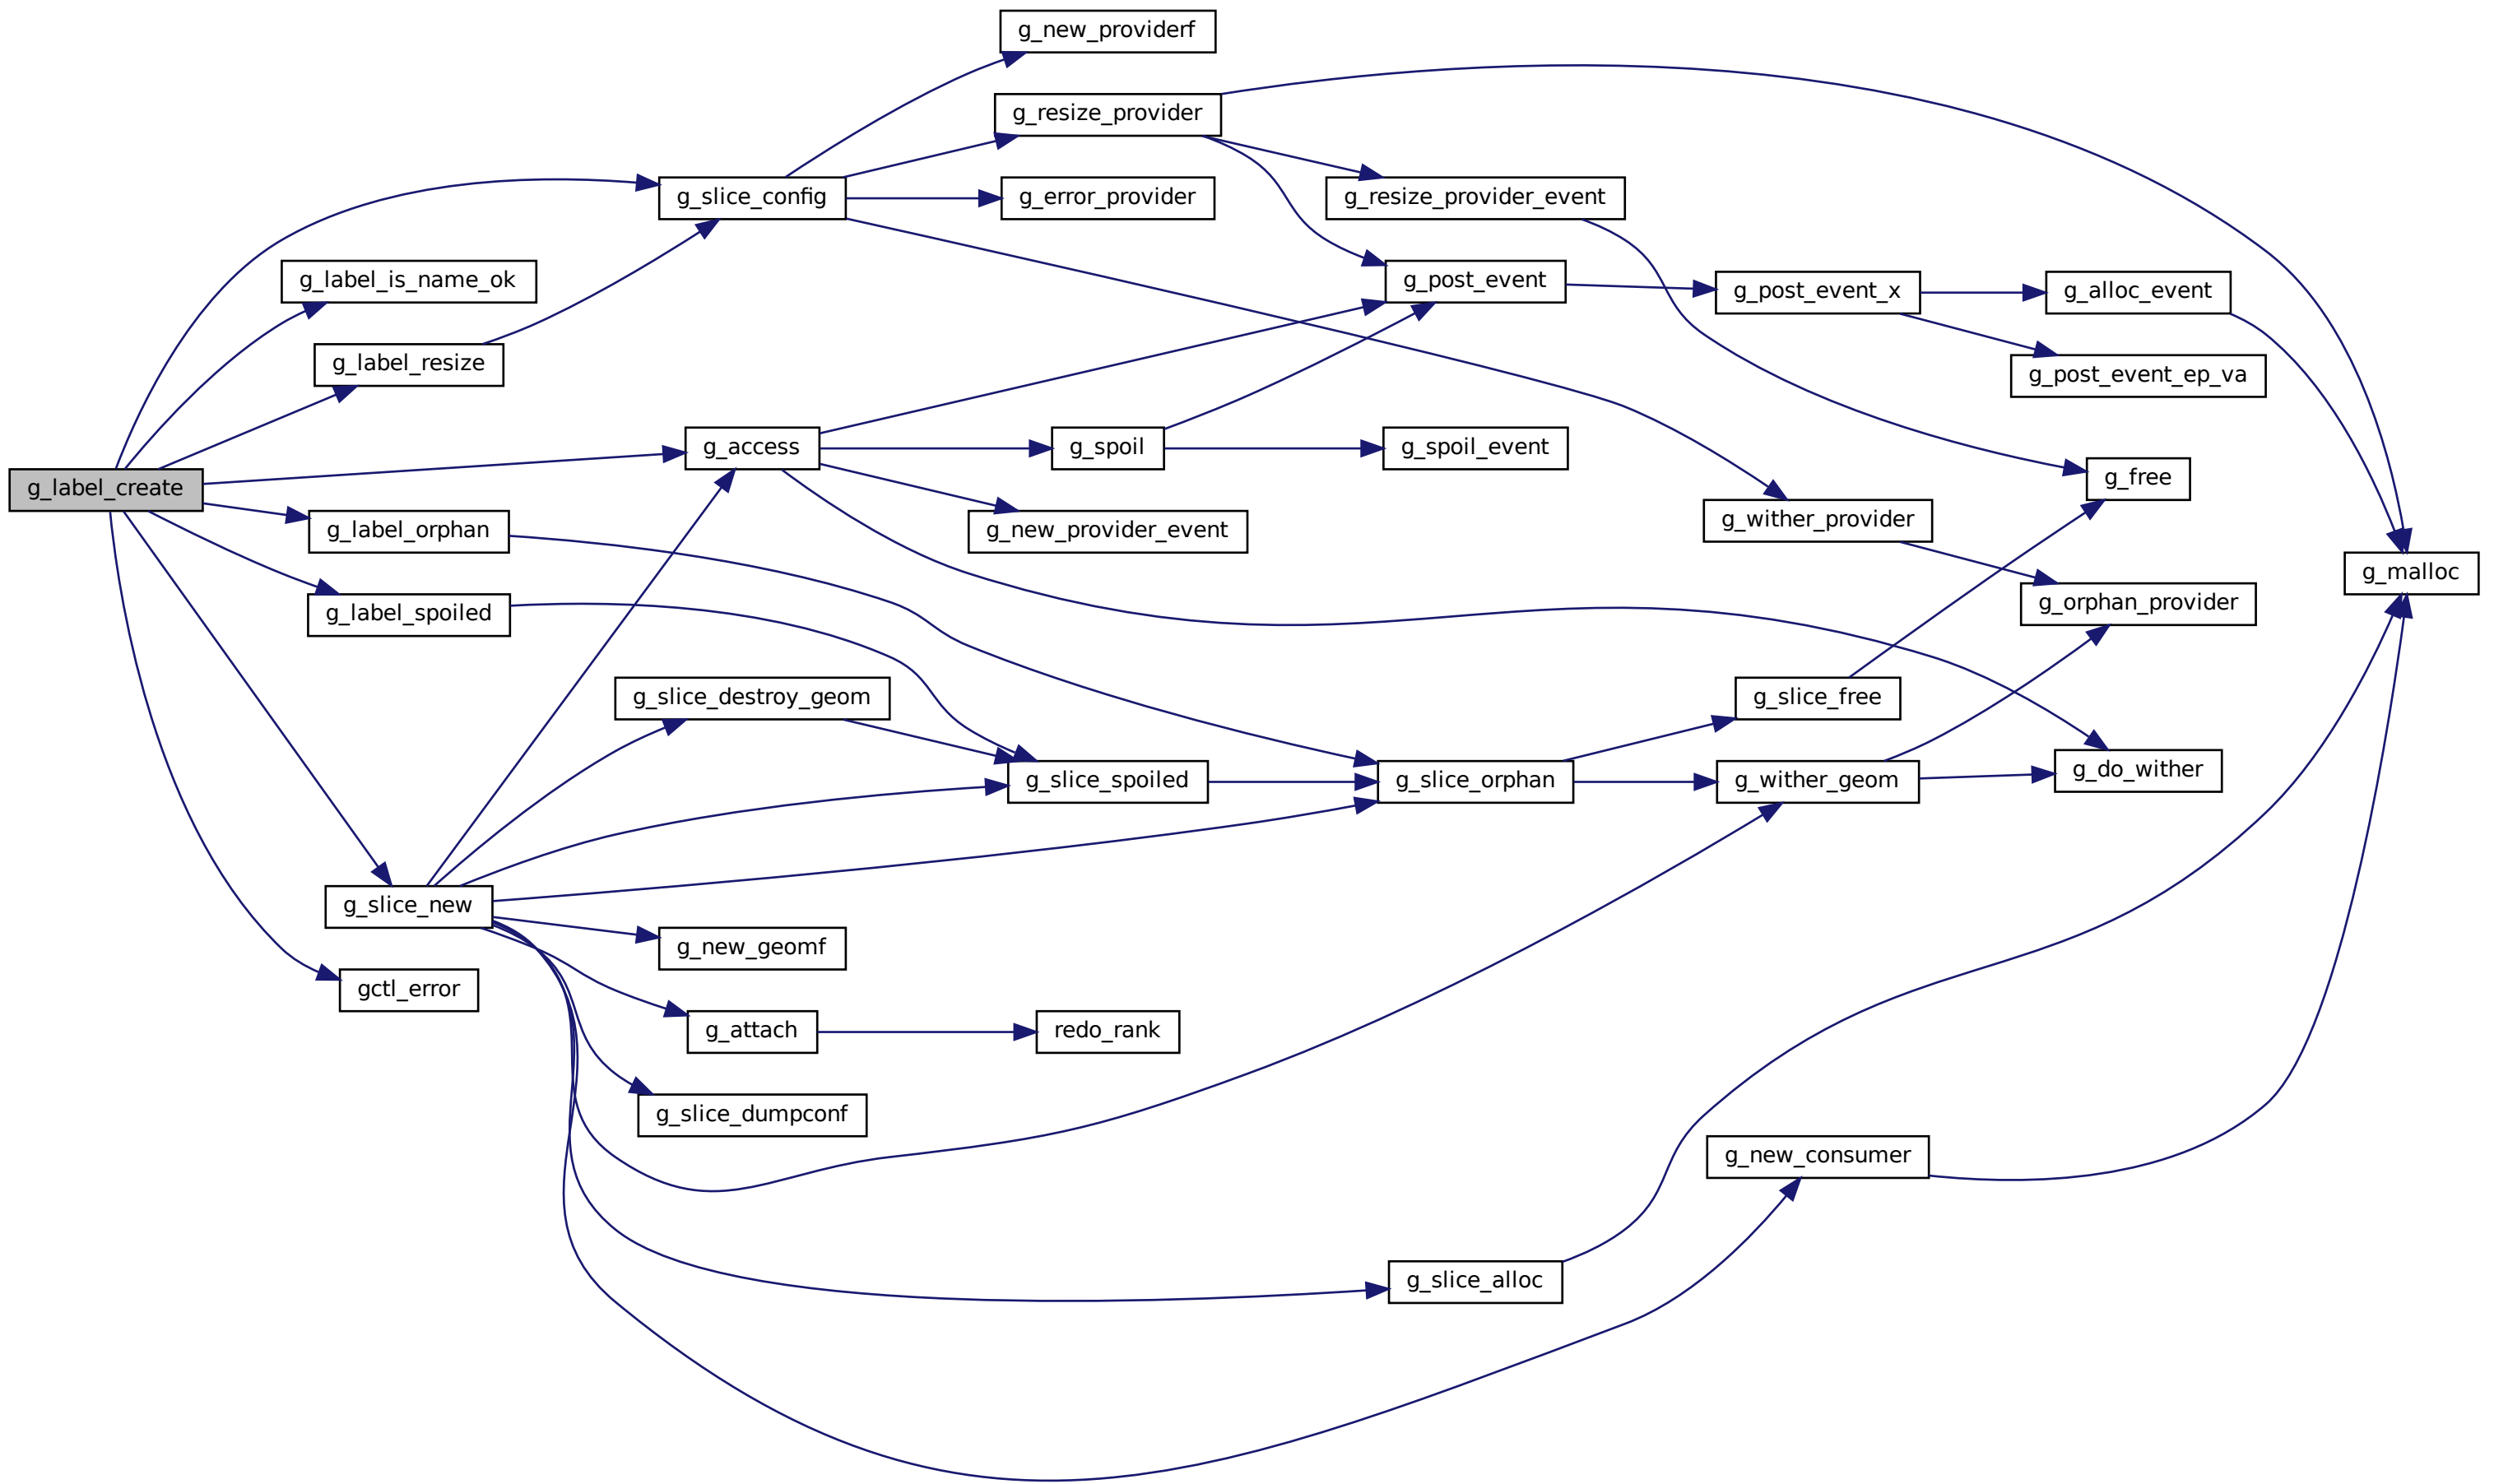 g_new_providerf
g_resize_provider
g_slice_config
g_error_provider
g_resize_provider_event
g_label_is_name_ok
g_post_event
g_post_event_x
g_alloc_event
g_label_resize
g_post_event_ep_va
g_access
g_spoil
g_spoil_event
g_free
g_label_create
g_label_orphan
g_new_provider_event
g_wither_provider
g_malloc
g_label_spoiled
g_orphan_provider
g_slice_destroy_geom
g_slice_free
g_slice_spoiled
g_slice_orphan
g_wither_geom
g_do_wither
g_slice_new
g_new_geomf
gctl_error
g_attach
redo_rank
g_slice_dumpconf
g_new_consumer
g_slice_alloc